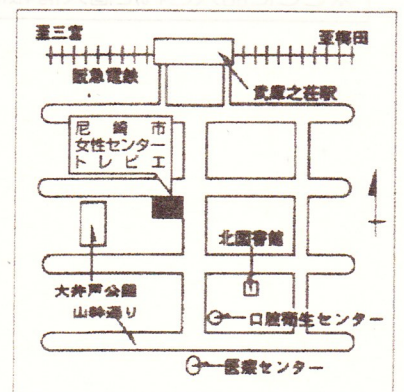 至三宮
至梅田
阪急電鉄
武庫之荘駅
尼崎市
女性センター
トレピエ
北図書館
大井戸公園
山幹通り
口腔衛生センター
医療センター